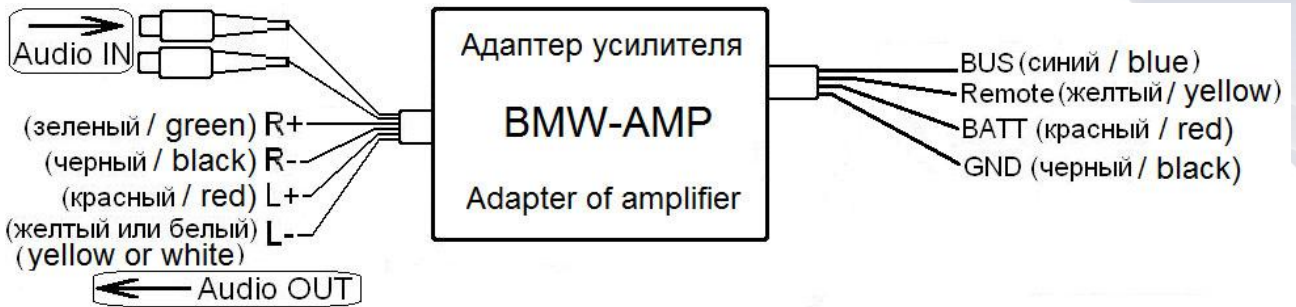 Audio IN
(зеленый / green) R+
(черный / black) R-
(красный / red) L+
(желтый или белый) L-
(yellow or white)
Audio OUT
Адаптер усилителя
BMW-AMP
Adapter of amplifier
BUS (синий / blue)
Remote (желтый / yellow)
BATT (красный / red)
GND (черный / black)